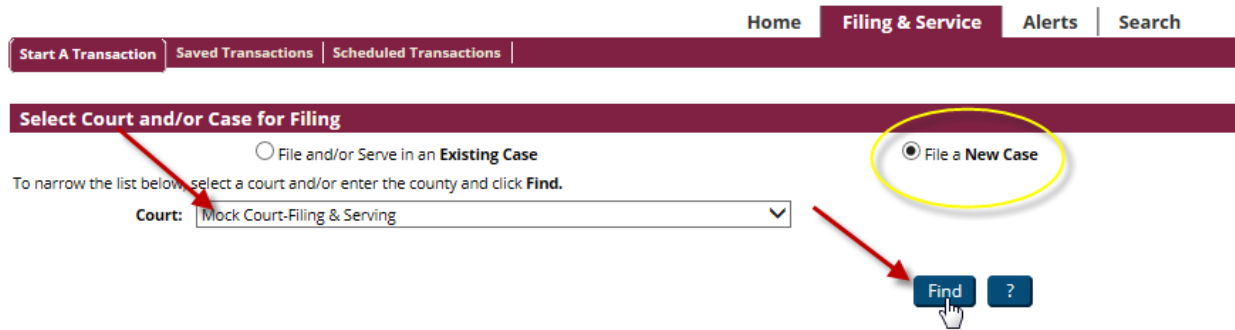 Home Filing & Service Alerts Search
Start A Transaction Saved Transactions Scheduled Transactions
Select Court and/or Case for Filing
File and/or Serve in an Existing Case File a New Case
To narrow the list below, select a court and/or enter the county and click Find.
Court: Mock Court-Filing & Serving
Find ?